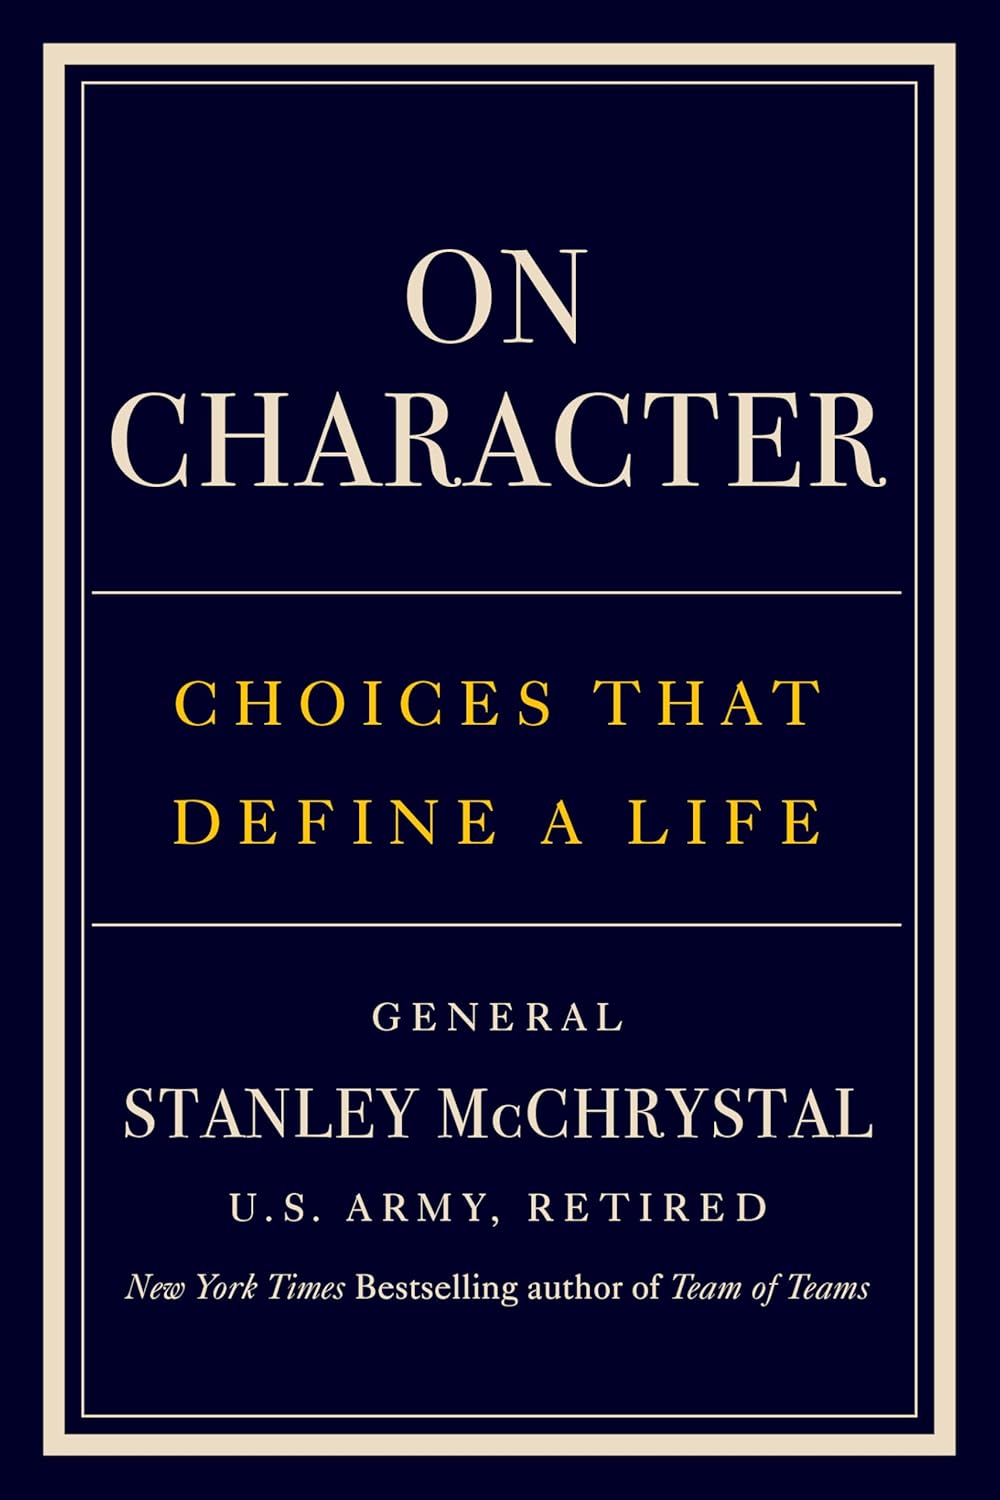 ON
CHARACTER
CHOICES THAT
DEFINE A LIFE
GENERAL
STANLEY McCHRYSTAL
U.S. ARMY, RETIRED
New York Times Bestselling author of Team of Teams